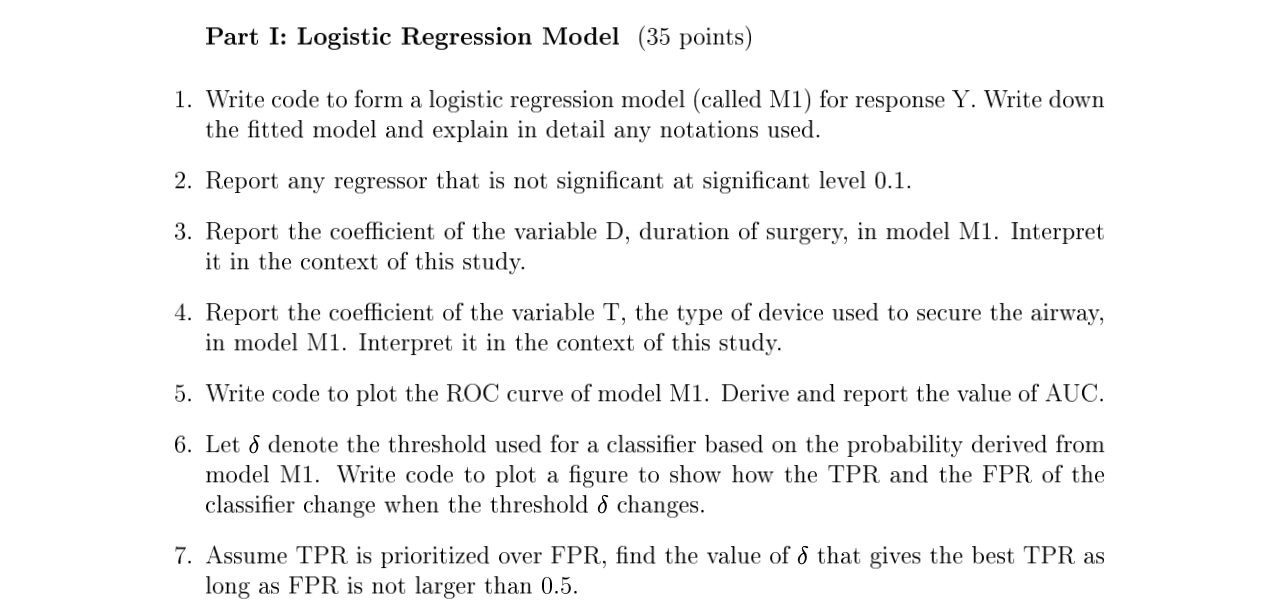 Part I: Logistic Regression Model (35 points)
1. Write code to form a logistic regression model (called M1) for response Y. Write down
the fitted model and explain in detail any notations used.
2. Report any regressor that is not significant at significant level 0.1.
3. Report the coefficient of the variable D, duration of surgery, in model M1. Interpret
it in the context of this study.
4. Report the coefficient of the variable T, the type of device used to secure the airway,
in model M1. Interpret it in the context of this study.
5. Write code to plot the ROC curve of model M1. Derive and report the value of AUC.
6. Let δ denote the threshold used for a classifier based on the probability derived from
model M1. Write code to plot a figure to show how the TPR and the FPR of the
classifier change when the threshold δ changes.
7. Assume TPR is prioritized over FPR, find the value of δ that gives the best TPR as
long as FPR is not larger than 0.5.